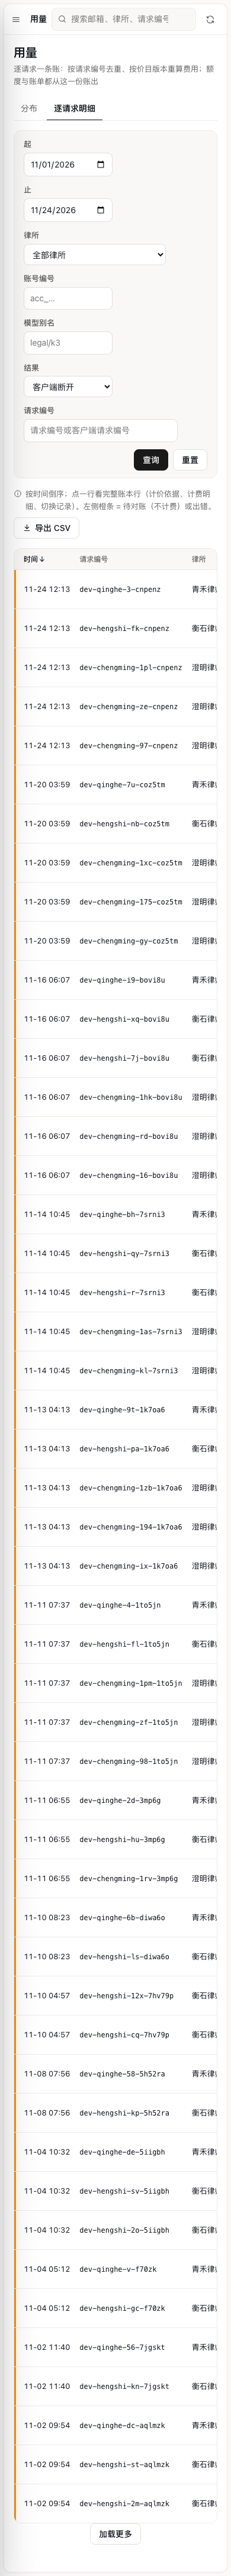 用量
搜索邮箱、律所、请求编号
用量
逐请求一条账：按请求编号去重、按价目版本重算费用；额
度与账单都从这一份账出
分布 逐请求明细
起
11/01/2026
止
11/24/2026
律所
全部律所
账号编号
acc_…
模型别名
legal/k3
结果
客户端断开
请求编号
请求编号或客户端请求编号
查询 重置
按时间倒序；点一行看完整账本行（计价依据、计费明
细、切换记录）。左侧橙条 = 待对账（不计费）或出错。
导出 CSV
时间↓ 请求编号 律所
11-24 12:13 dev-qinghe-3-cnpenz 青禾律
11-24 12:13 dev-hengshi-fk-cnpenz 衡石律
11-24 12:13 dev-chengming-1pl-cnpenz 澄明律
11-24 12:13 dev-chengming-ze-cnpenz 澄明律
11-24 12:13 dev-chengming-97-cnpenz 澄明律
11-20 03:59 dev-qinghe-7u-coz5tm 青禾律
11-20 03:59 dev-hengshi-nb-coz5tm 衡石律
11-20 03:59 dev-chengming-1xc-coz5tm 澄明律
11-20 03:59 dev-chengming-175-coz5tm 澄明律
11-20 03:59 dev-chengming-gy-coz5tm 澄明律
11-16 06:07 dev-qinghe-i9-bovi8u 青禾律
11-16 06:07 dev-hengshi-xq-bovi8u 衡石律
11-16 06:07 dev-hengshi-7j-bovi8u 衡石律
11-16 06:07 dev-chengming-1hk-bovi8u 澄明律
11-16 06:07 dev-chengming-rd-bovi8u 澄明律
11-16 06:07 dev-chengming-16-bovi8u 澄明律
11-14 10:45 dev-qinghe-bh-7srni3 青禾律
11-14 10:45 dev-hengshi-qy-7srni3 衡石律
11-14 10:45 dev-hengshi-r-7srni3 衡石律
11-14 10:45 dev-chengming-1as-7srni3 澄明律
11-14 10:45 dev-chengming-kl-7srni3 澄明律
11-13 04:13 dev-qinghe-9t-1k7oa6 青禾律
11-13 04:13 dev-hengshi-pa-1k7oa6 衡石律
11-13 04:13 dev-chengming-1zb-1k7oa6 澄明律
11-13 04:13 dev-chengming-194-1k7oa6 澄明律
11-13 04:13 dev-chengming-ix-1k7oa6 澄明律
11-11 07:37 dev-qinghe-4-1to5jn 青禾律
11-11 07:37 dev-hengshi-fl-1to5jn 衡石律
11-11 07:37 dev-chengming-1pm-1to5jn 澄明律
11-11 07:37 dev-chengming-zf-1to5jn 澄明律
11-11 07:37 dev-chengming-98-1to5jn 澄明律
11-11 06:55 dev-qinghe-2d-3mp6g 青禾律
11-11 06:55 dev-hengshi-hu-3mp6g 衡石律
11-11 06:55 dev-chengming-1rv-3mp6g 澄明律
11-10 08:23 dev-qinghe-6b-diwa6o 青禾律
11-10 08:23 dev-hengshi-ls-diwa6o 衡石律
11-10 04:57 dev-hengshi-12x-7hv79p 衡石律
11-10 04:57 dev-hengshi-cq-7hv79p 衡石律
11-08 07:56 dev-qinghe-58-5h52ra 青禾律
11-08 07:56 dev-hengshi-kp-5h52ra 衡石律
11-04 10:32 dev-qinghe-de-5iigbh 青禾律
11-04 10:32 dev-hengshi-sv-5iigbh 衡石律
11-04 10:32 dev-hengshi-2o-5iigbh 衡石律
11-04 05:12 dev-qinghe-v-f70zk 青禾律
11-04 05:12 dev-hengshi-gc-f70zk 衡石律
11-02 11:40 dev-qinghe-56-7jgskt 青禾律
11-02 11:40 dev-hengshi-kn-7jgskt 衡石律
11-02 09:54 dev-qinghe-dc-aqlmzk 青禾律
11-02 09:54 dev-hengshi-st-aqlmzk 衡石律
11-02 09:54 dev-hengshi-2m-aqlmzk 衡石律
加载更多